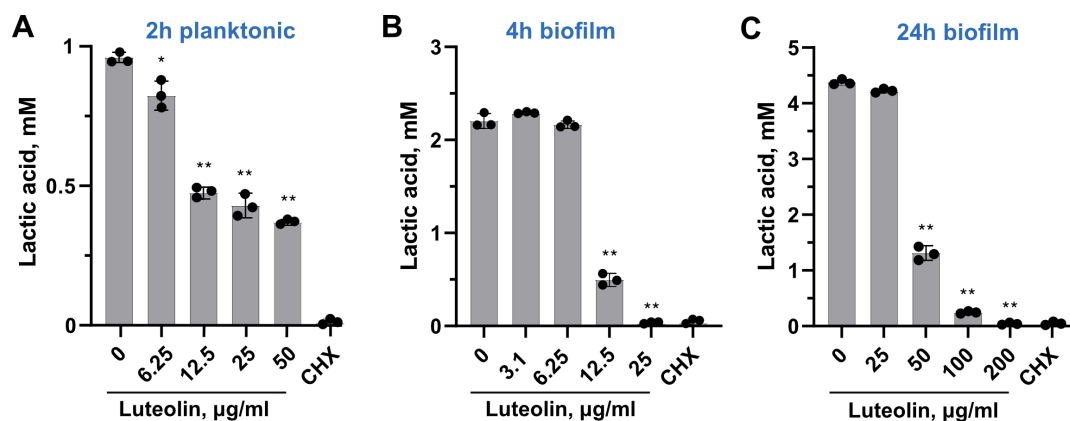 A
2h planktonic
Lactic acid, mM
1
0.5
0
*
**
**
**
0
6.25
12.5
25
50
CHX
Luteolin, µg/ml
B
4h biofilm
Lactic acid, mM
3
2
1
0
**
**
0
3.1
6.25
12.5
25
CHX
Luteolin, µg/ml
C
24h biofilm
Lactic acid, mM
5
4
3
2
1
0
**
**
**
0
25
50
100
200
CHX
Luteolin, µg/ml